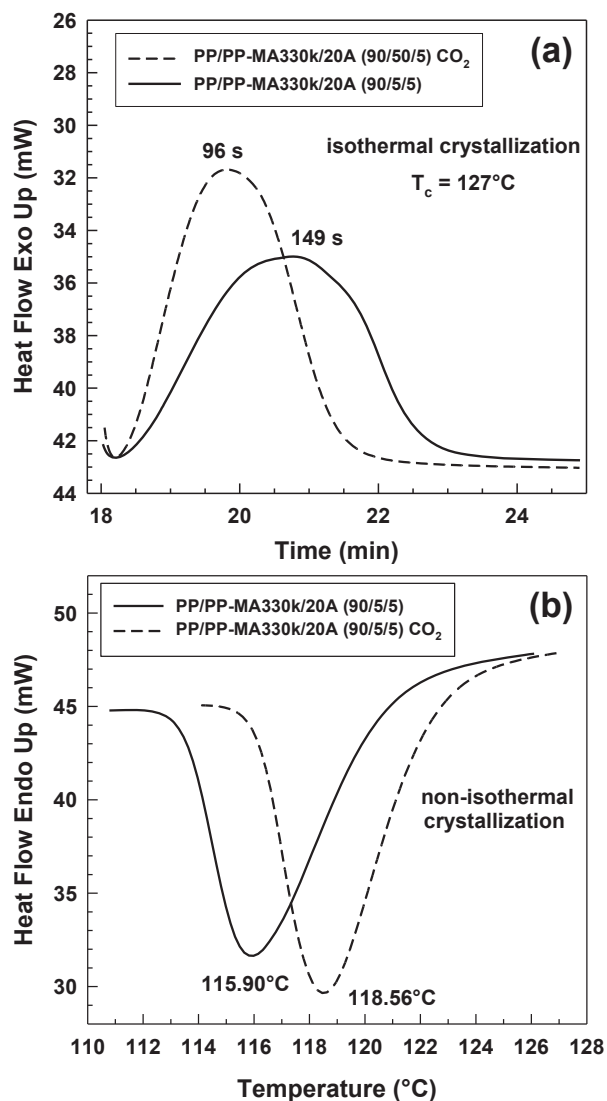 26
28
30
32
34
36
38
40
42
44
Heat Flow Exo Up (mW)
PP/PP-MA330k/20A (90/50/5) CO₂
PP/PP-MA330k/20A (90/5/5)
(a)
96 s
isothermal crystallization
T_c = 127°C
149 s
18 20 22 24
Time (min)
50
45
40
35
30
Heat Flow Endo Up (mW)
PP/PP-MA330k/20A (90/5/5)
PP/PP-MA330k/20A (90/5/5) CO₂
(b)
non-isothermal
crystallization
115.90°C
118.56°C
110 112 114 116 118 120 122 124 126 128
Temperature (°C)